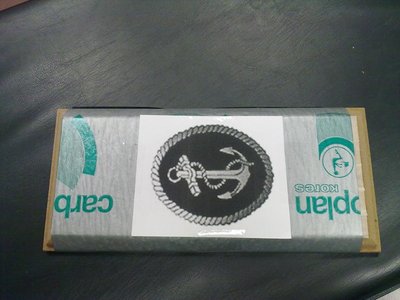 carb
oplan
kores